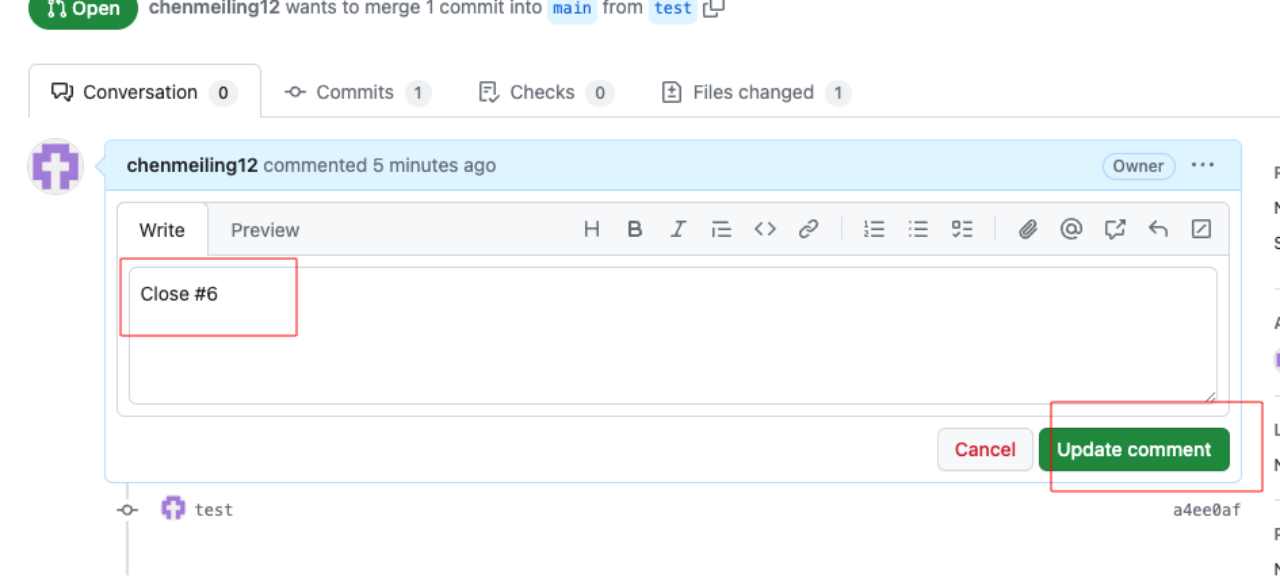 Open chenmeiling12 wants to merge 1 commit into main from test
Conversation 0 Commits 1 Checks 0 Files changed 1
chenmeiling12 commented 5 minutes ago Owner ...
Write Preview
Close #6
Cancel Update comment
test a4ee0af